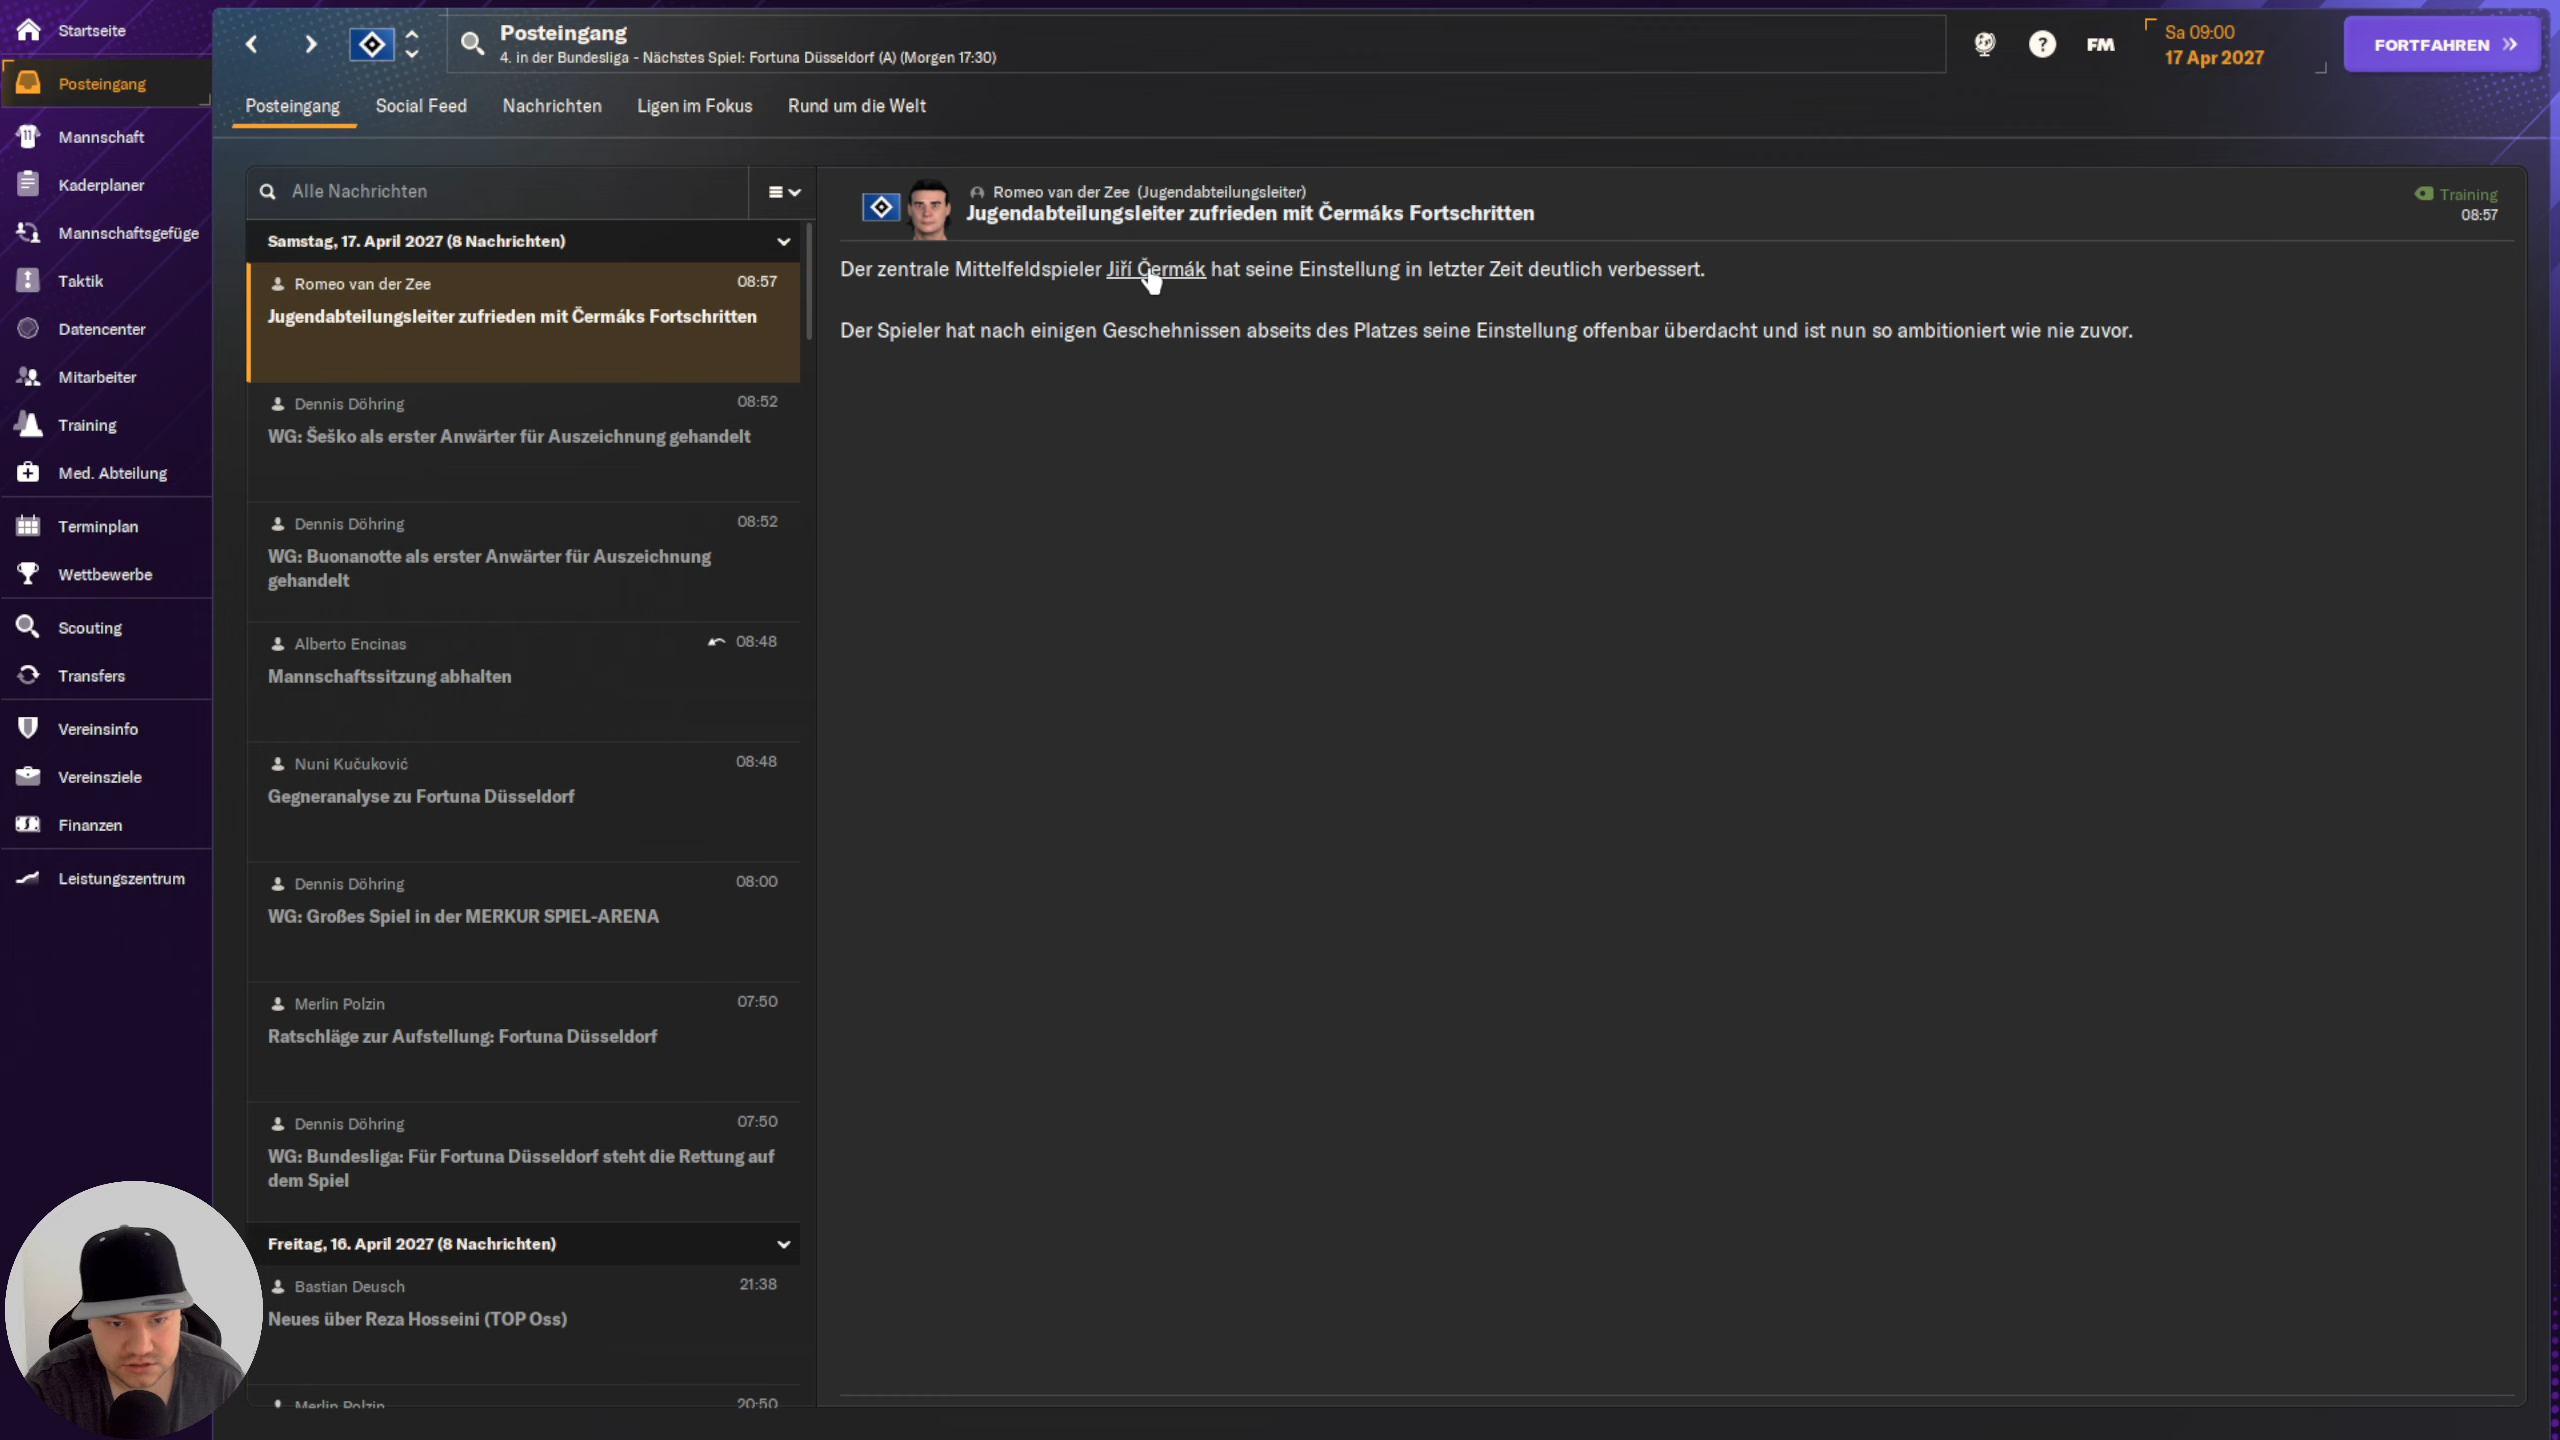 Startseite
Posteingang
Mannschaft
Kaderplaner
Mannschaftsgefüge
Taktik
Datencenter
Mitarbeiter
Training
Med. Abteilung
Terminplan
Wettbewerbe
Scouting
Transfers
Vereinsinfo
Vereinsziele
Finanzen
Leistungszentrum
Posteingang
4. in der Bundesliga - Nächstes Spiel: Fortuna Düsseldorf (A) (Morgen 17:30)
FM
Sa 09:00
17 Apr 2027
FORTFAHREN
Posteingang Social Feed Nachrichten Ligen im Fokus Rund um die Welt
Alle Nachrichten
Samstag, 17. April 2027 (8 Nachrichten)
Romeo van der Zee 08:57
Jugendabteilungsleiter zufrieden mit Čermáks Fortschritten
Dennis Döhring 08:52
WG: Šeško als erster Anwärter für Auszeichnung gehandelt
Dennis Döhring 08:52
WG: Buonanotte als erster Anwärter für Auszeichnung
gehandelt
Alberto Encinas 08:48
Mannschaftssitzung abhalten
Nuni Kučuković 08:48
Gegneranalyse zu Fortuna Düsseldorf
Dennis Döhring 08:00
WG: Großes Spiel in der MERKUR SPIEL-ARENA
Merlin Polzin 07:50
Ratschläge zur Aufstellung: Fortuna Düsseldorf
Dennis Döhring 07:50
WG: Bundesliga: Für Fortuna Düsseldorf steht die Rettung auf
dem Spiel
Freitag, 16. April 2027 (8 Nachrichten)
Bastian Deusch 21:38
Neues über Reza Hosseini (TOP Oss)
Merlin Polzin 20:50
Romeo van der Zee (Jugendabteilungsleiter)
Jugendabteilungsleiter zufrieden mit Čermáks Fortschritten
Training
08:57
Der zentrale Mittelfeldspieler Jiří Čermák hat seine Einstellung in letzter Zeit deutlich verbessert.
Der Spieler hat nach einigen Geschehnissen abseits des Platzes seine Einstellung offenbar überdacht und ist nun so ambitioniert wie nie zuvor.